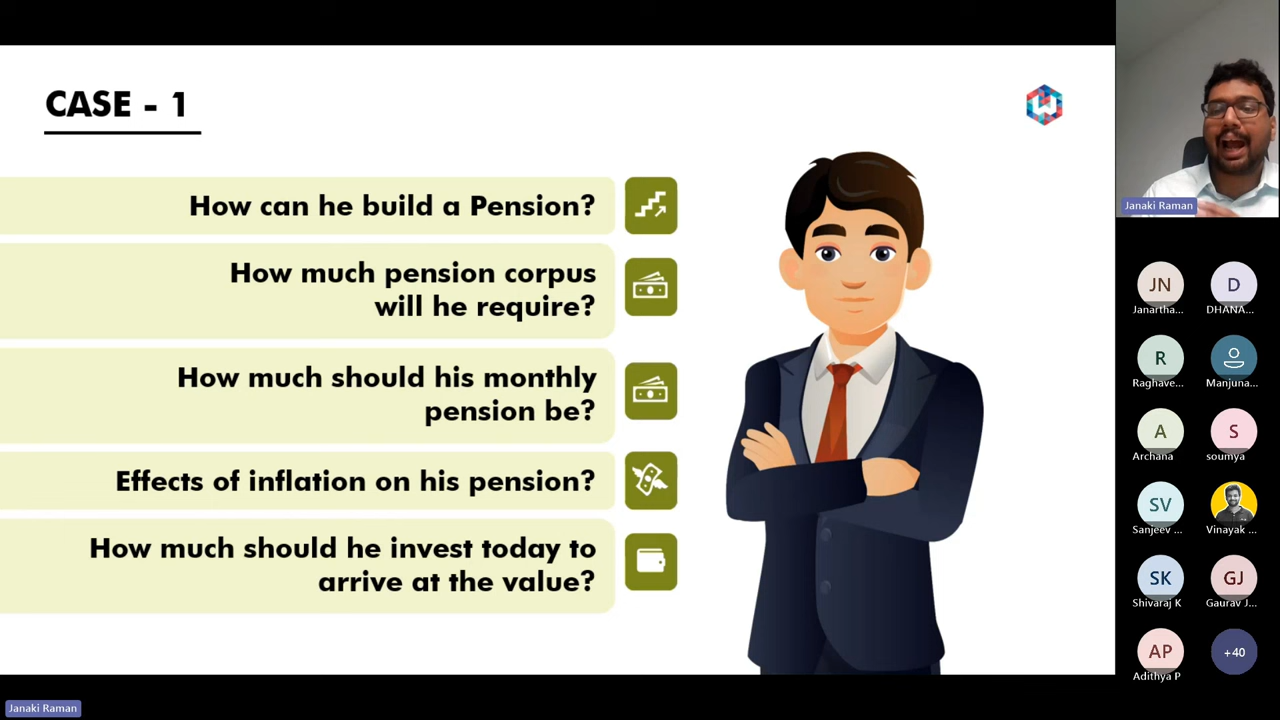 CASE - 1
How can he build a Pension?
How much pension corpus
will he require?
How much should his monthly
pension be?
Effects of inflation on his pension?
How much should he invest today to
arrive at the value?
Janaki Raman
JN
Janartha...
D
DHANA...
R
Raghave...
Manjuna...
A
Archana
S
soumya
SV
Sanjeev ...
Vinayak ...
SK
Shivaraj K
GJ
Gaurav J...
AP
Adithya P
+40
Janaki Raman